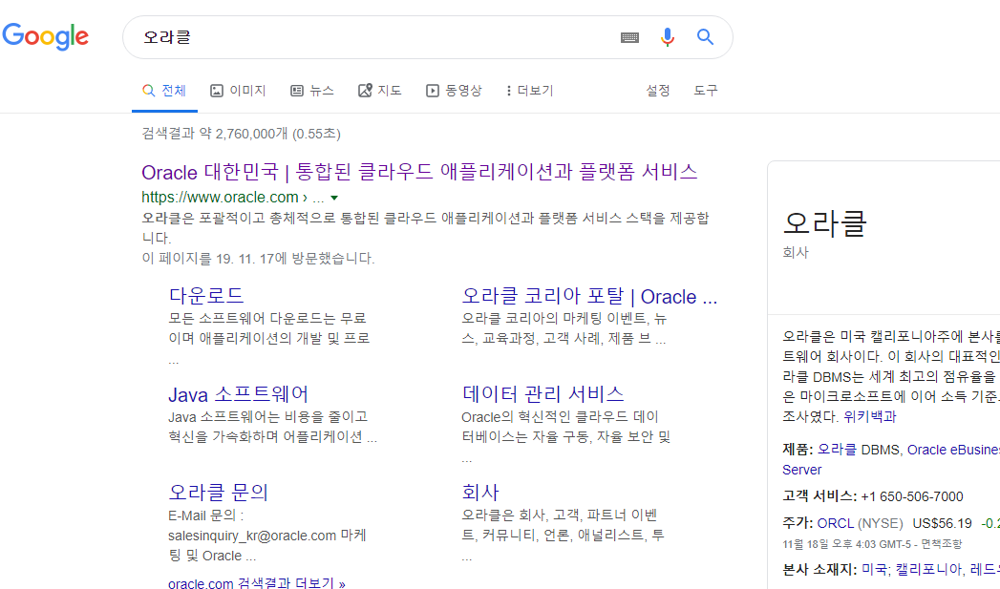 Google
오라클
전체 이미지 뉴스 지도 동영상 더보기 설정 도구
검색결과 약 2,760,000개 (0.55초)
Oracle 대한민국 | 통합된 클라우드 애플리케이션과 플랫폼 서비스
https://www.oracle.com › ...
오라클은 포괄적이고 총체적으로 통합된 클라우드 애플리케이션과 플랫폼 서비스 스택을 제공합
니다.
이 페이지를 19. 11. 17에 방문했습니다.
다운로드
모든 소프트웨어 다운로드는 무료
이며 애플리케이션의 개발 및 프로
...
오라클 코리아 포탈 | Oracle ...
오라클 코리아의 마케팅 이벤트, 뉴
스, 교육과정, 고객 사례, 제품 브 ...
Java 소프트웨어
Java 소프트웨어는 비용을 줄이고
혁신을 가속화하며 어플리케이션 ...
데이터 관리 서비스
Oracle의 혁신적인 클라우드 데이
터베이스는 자율 구동, 자율 보안 및
...
오라클 문의
E-Mail 문의 :
salesinquiry_kr@oracle.com 마케
팅 및 Oracle ...
회사
오라클은 회사, 고객, 파트너 이벤
트, 커뮤니티, 언론, 애널리스트, 투
...
oracle.com 검색결과 더보기 »
오라클
회사
오라클은 미국 캘리포니아주에 본사를
트웨어 회사이다. 이 회사의 대표적인
라클 DBMS는 세계 최고의 점유율을
은 마이크로소프트에 이어 소득 기준
조사였다. 위키백과
제품: 오라클 DBMS, Oracle eBusines
Server
고객 서비스: +1 650-506-7000
주가: ORCL (NYSE) US$56.19 -0.2
11월 18일 오후 4:03 GMT-5 - 면책조항
본사 소재지: 미국; 캘리포니아, 레드우